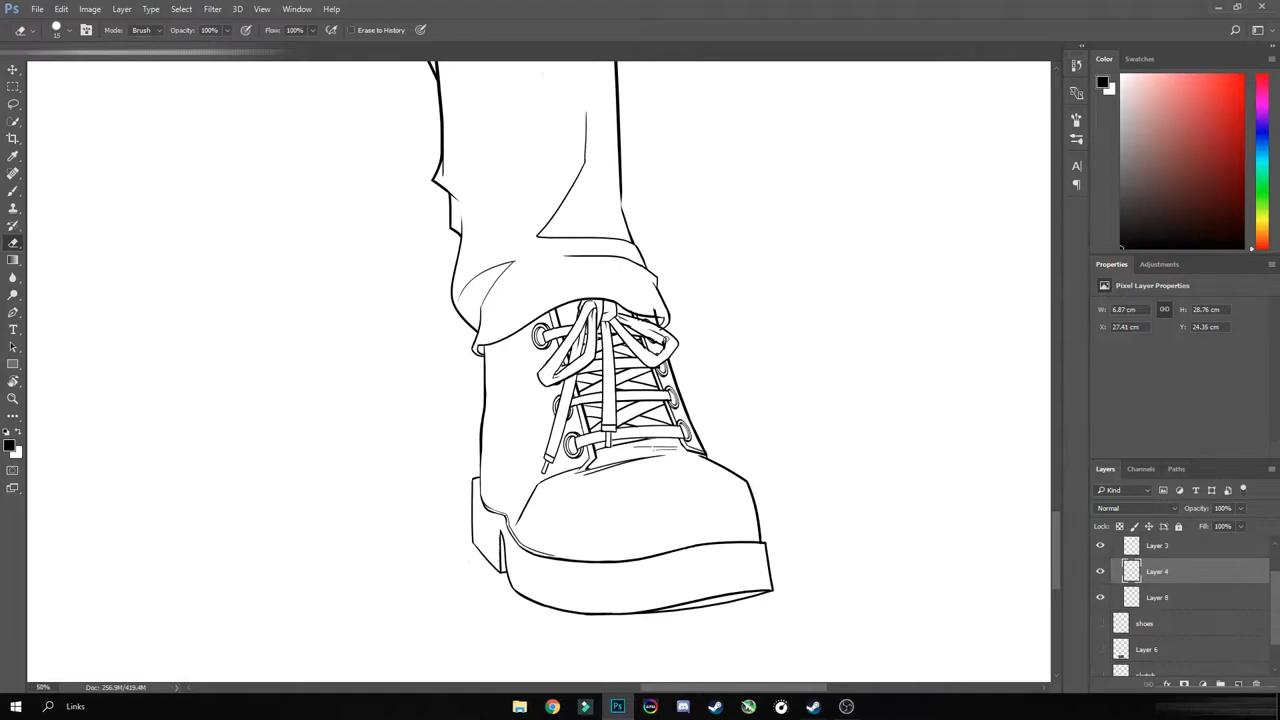 Ps File Edit Image Layer Type Select Filter 3D View Window Help
15 Mode: Brush Opacity: 100% Flow: 100% Erase to History
Color Swatches
Properties Adjustments
Pixel Layer Properties
W: 6.87 cm H: 28.76 cm
X: 27.41 cm Y: 24.35 cm
Layers Channels Paths
Kind
Normal Opacity: 100%
Lock: Fill: 100%
Layer 3
Layer 4
Layer 8
shoes
Layer 6
50% Doc: 256.9M/419.4M
Links